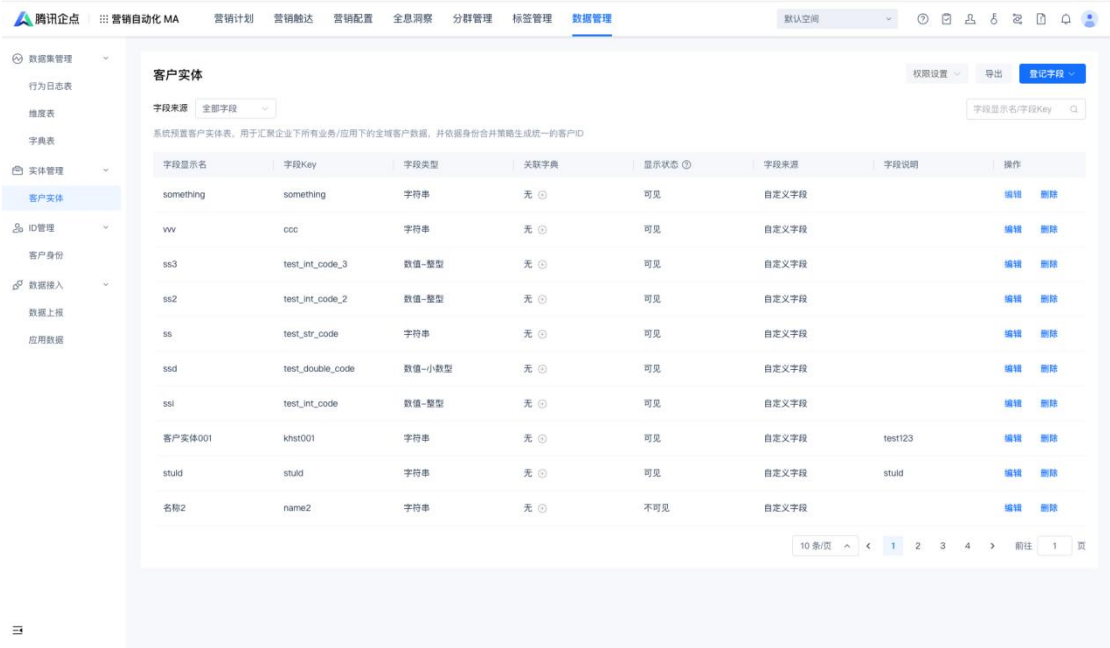 腾讯企点 营销自动化 MA 营销计划 营销触达 营销配置 全息洞察 分群管理 标签管理 数据管理 默认空间
数据集管理
行为日志表
维度表
字典表
实体管理
客户实体
ID管理
客户身份
数据接入
数据上报
应用数据
客户实体 权限设置 导出 登记字段
字段来源 全部字段 字段显示名/字段Key
系统预置客户实体表，用于汇聚企业下所有业务/应用下的全域客户数据，并依据身份合并策略生成统一的客户ID
字段显示名 字段Key 字段类型 关联字典 显示状态 字段来源 字段说明 操作
something something 字符串 无 可见 自定义字段 编辑 删除
vvv ccc 字符串 无 可见 自定义字段 编辑 删除
ss3 test_int_code_3 数值-整型 无 可见 自定义字段 编辑 删除
ss2 test_int_code_2 数值-整型 无 可见 自定义字段 编辑 删除
ss test_str_code 字符串 无 可见 自定义字段 编辑 删除
ssd test_double_code 数值-小数型 无 可见 自定义字段 编辑 删除
ssi test_int_code 数值-整型 无 可见 自定义字段 编辑 删除
客户实体001 khst001 字符串 无 可见 自定义字段 test123 编辑 删除
stuId stuId 字符串 无 可见 自定义字段 stuId 编辑 删除
名称2 name2 字符串 无 不可见 自定义字段 编辑 删除
10 条/页 1 2 3 4 前往 1 页